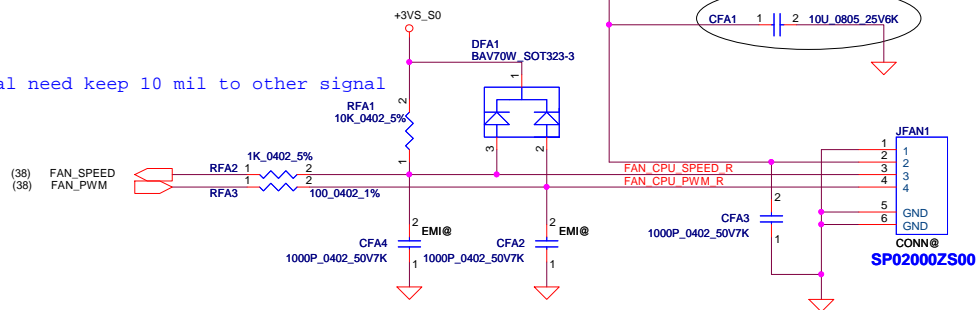 +3VS_S0
CFA1 1 2 10U_0805_25V6K
DFA1
BAV70W_SOT323-3
1
al need keep 10 mil to other signal
2
RFA1
10K_0402_5%
1
3 2
JFAN1
1 1
2 2
3 3
4 4
5 GND
6 GND
CONN@
SP02000ZS00
1K_0402_5%
(38) FAN_SPEED RFA2 1 2 FAN_CPU_SPEED_R
(38) FAN_PWM RFA3 1 2 100_0402_1% FAN_CPU_PWM_R
2 EMI@
CFA4
1000P_0402_50V7K
1
2 EMI@
CFA2
1000P_0402_50V7K
1
2
CFA3
1000P_0402_50V7K
1